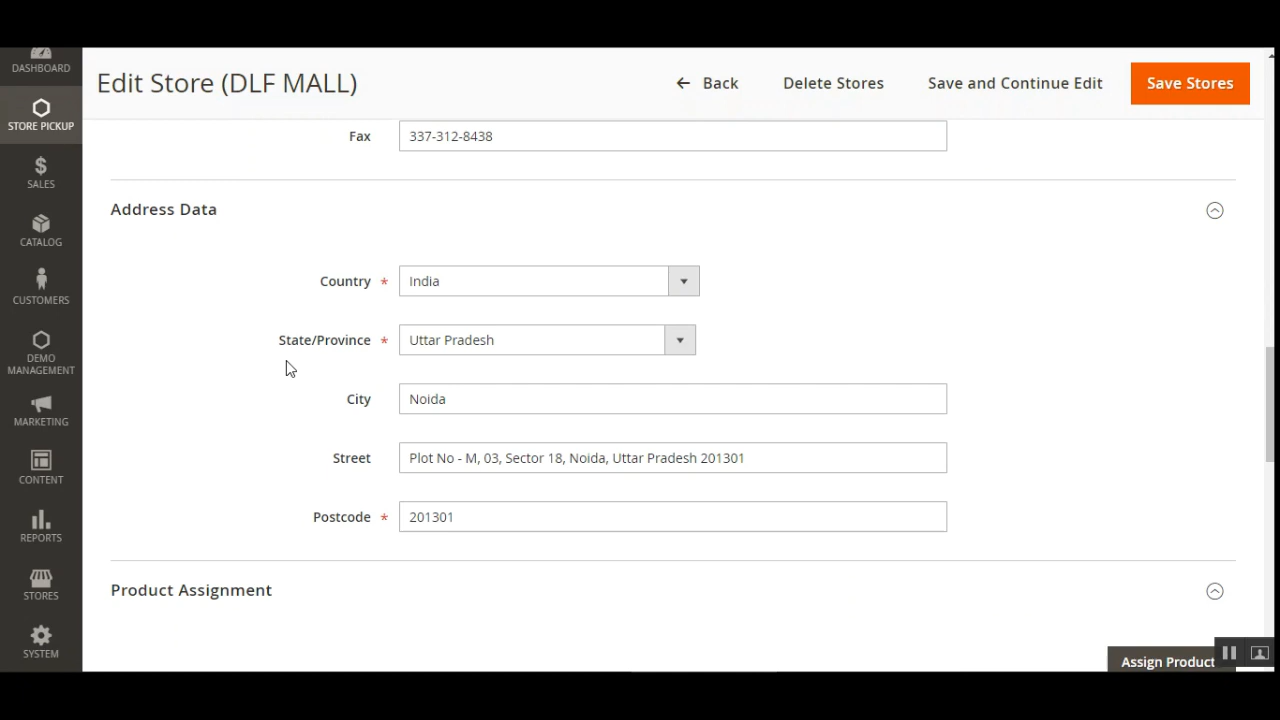 DASHBOARD
STORE PICKUP
SALES
CATALOG
CUSTOMERS
DEMO
MANAGEMENT
MARKETING
CONTENT
REPORTS
STORES
SYSTEM
Edit Store (DLF MALL)
Back
Delete Stores
Save and Continue Edit
Save Stores
Fax
337-312-8438
Address Data
Country *
India
State/Province *
Uttar Pradesh
City
Noida
Street
Plot No - M, 03, Sector 18, Noida, Uttar Pradesh 201301
Postcode *
201301
Product Assignment
Assign Product